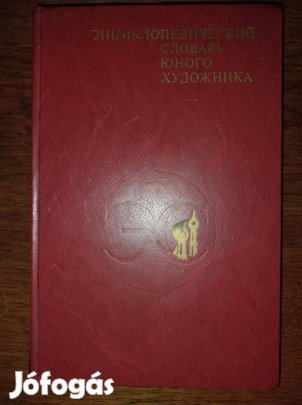 ЭНЦИКЛОПЕДИЧЕСКИЙ
СЛОВАРЬ
ЮНОГО
ХУДОЖНИКА
Jófogás